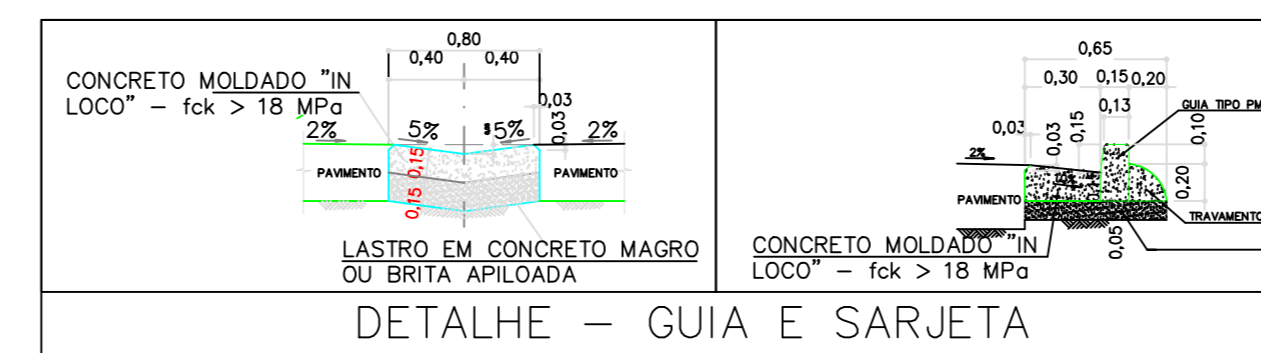 0,80
0,40 0,40
CONCRETO MOLDADO "IN
LOCO" – fck > 18 MPa
0,03
0,03
2% 5% 5% 2%
0,15
0,15
PAVIMENTO PAVIMENTO
LASTRO EM CONCRETO MAGRO
OU BRITA APILOADA
0,65
0,30 0,15 0,20
0,13
GUIA TIPO PM
0,03
0,03
0,15
0,10
2%
0,20
PAVIMENTO
TRAVAMENTO
0,05
CONCRETO MOLDADO "IN
LOCO" – fck > 18 MPa
DETALHE – GUIA E SARJETA